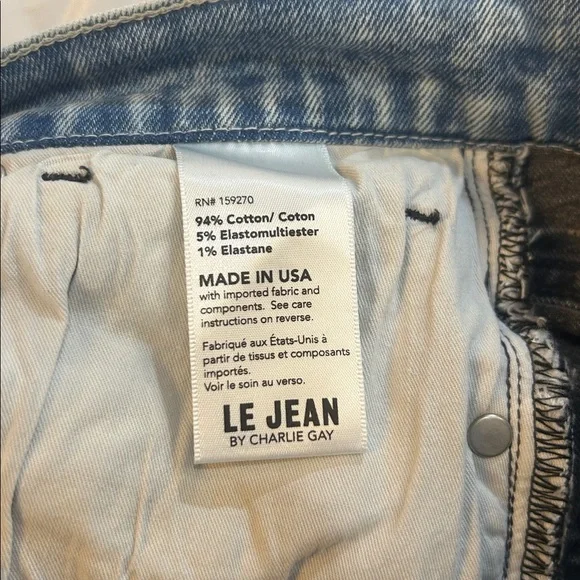 RN# 159270
94% Cotton/ Coton
5% Elastomultiester
1% Elastane
MADE IN USA
with imported fabric and
components. See care
instructions on reverse.
Fabriqué aux États-Unis à
partir de tissus et composants
importés.
Voir le soin au verso.
LE JEAN
BY CHARLIE GAY